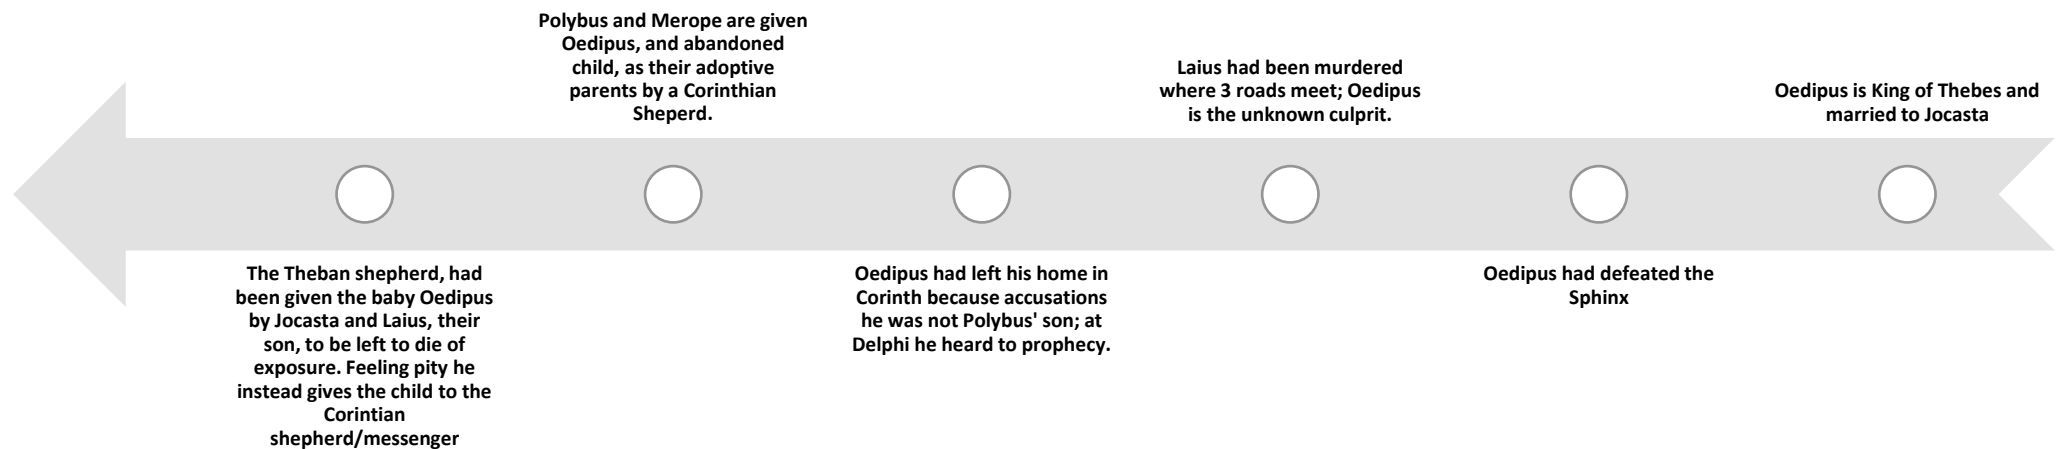 Polybus and Merope are given
Oedipus, and abandoned
child, as their adoptive
parents by a Corinthian
Sheperd.
Laius had been murdered
where 3 roads meet; Oedipus
is the unknown culprit.
Oedipus is King of Thebes and
married to Jocasta
The Theban shepherd, had
been given the baby Oedipus
by Jocasta and Laius, their
son, to be left to die of
exposure. Feeling pity he
instead gives the child to the
Corintian
shepherd/messenger
Oedipus had left his home in
Corinth because accusations
he was not Polybus' son; at
Delphi he heard to prophecy.
Oedipus had defeated the
Sphinx